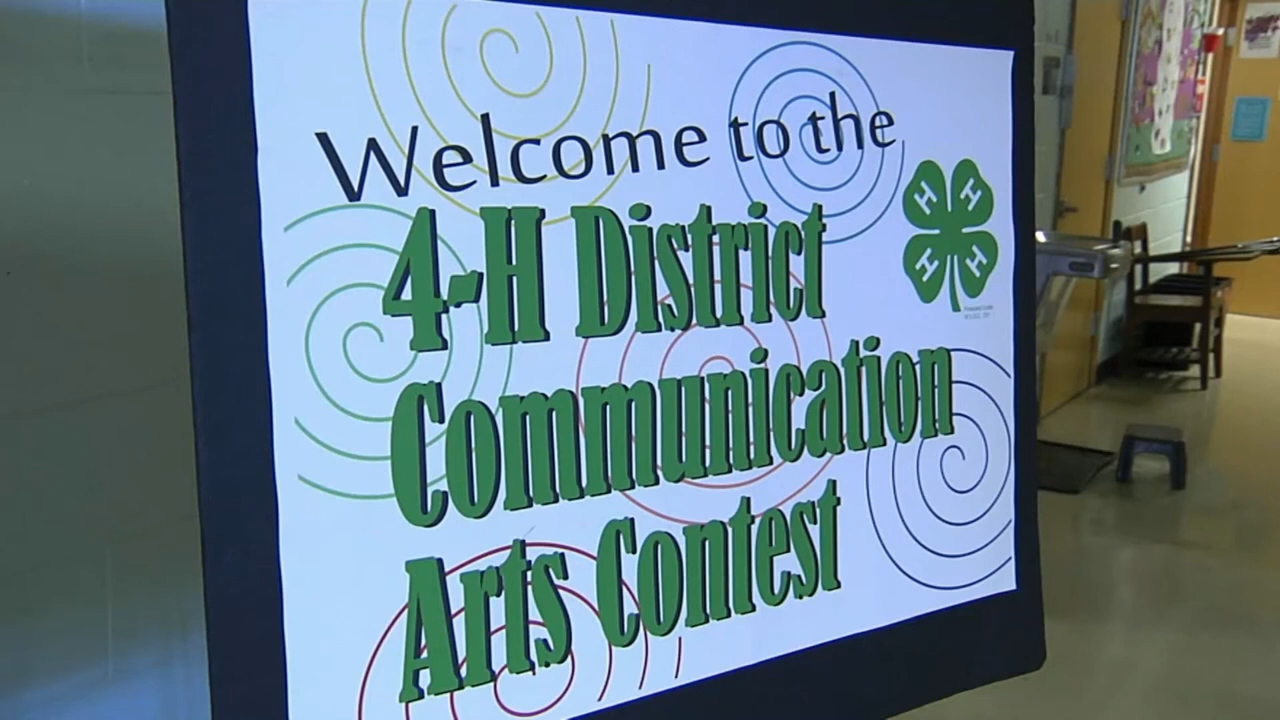 Welcome to the
4-H District
Communication
Arts Contest
H H
H H